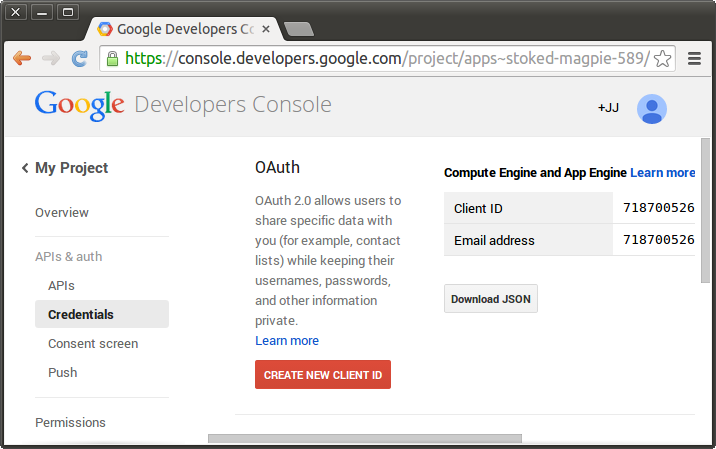 Google Developers Co
https://console.developers.google.com/project/apps~stoked-magpie-589/
Google Developers Console
+JJ
My Project
Overview
APIs & auth
APIs
Credentials
Consent screen
Push
Permissions
OAuth
OAuth 2.0 allows users to
share specific data with
you (for example, contact
lists) while keeping their
usernames, passwords,
and other information
private.
Learn more
CREATE NEW CLIENT ID
Compute Engine and App Engine Learn more
Client ID 718700526
Email address 718700526
Download JSON